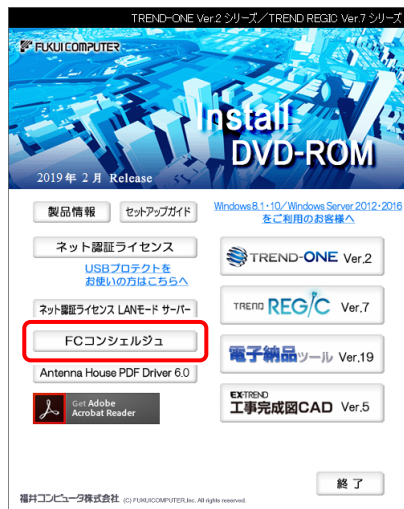 TREND-ONE Ver.2 シリーズ／TREND REGIC Ver.7 シリーズ
FUKUI COMPUTER
Install
DVD-ROM
2019年 2月 Release
製品情報
セットアップガイド
Windows8.1・10／Windows Server 2012・2016
をご利用のお客様へ
ネット認証ライセンス
USBプロテクトを
お使いの方はこちらへ
ネット認証ライセンス LANモード サーバー
FCコンシェルジュ
Antenna House PDF Driver 6.0
Get Adobe
Acrobat Reader
TREND-ONE Ver.2
TREND REGIC Ver.7
電子納品ツール Ver.19
EX-TREND
工事完成図CAD Ver.5
終了
福井コンピュータ株式会社 (C) FUKUICOMPUTER,Inc. All rights reserved.